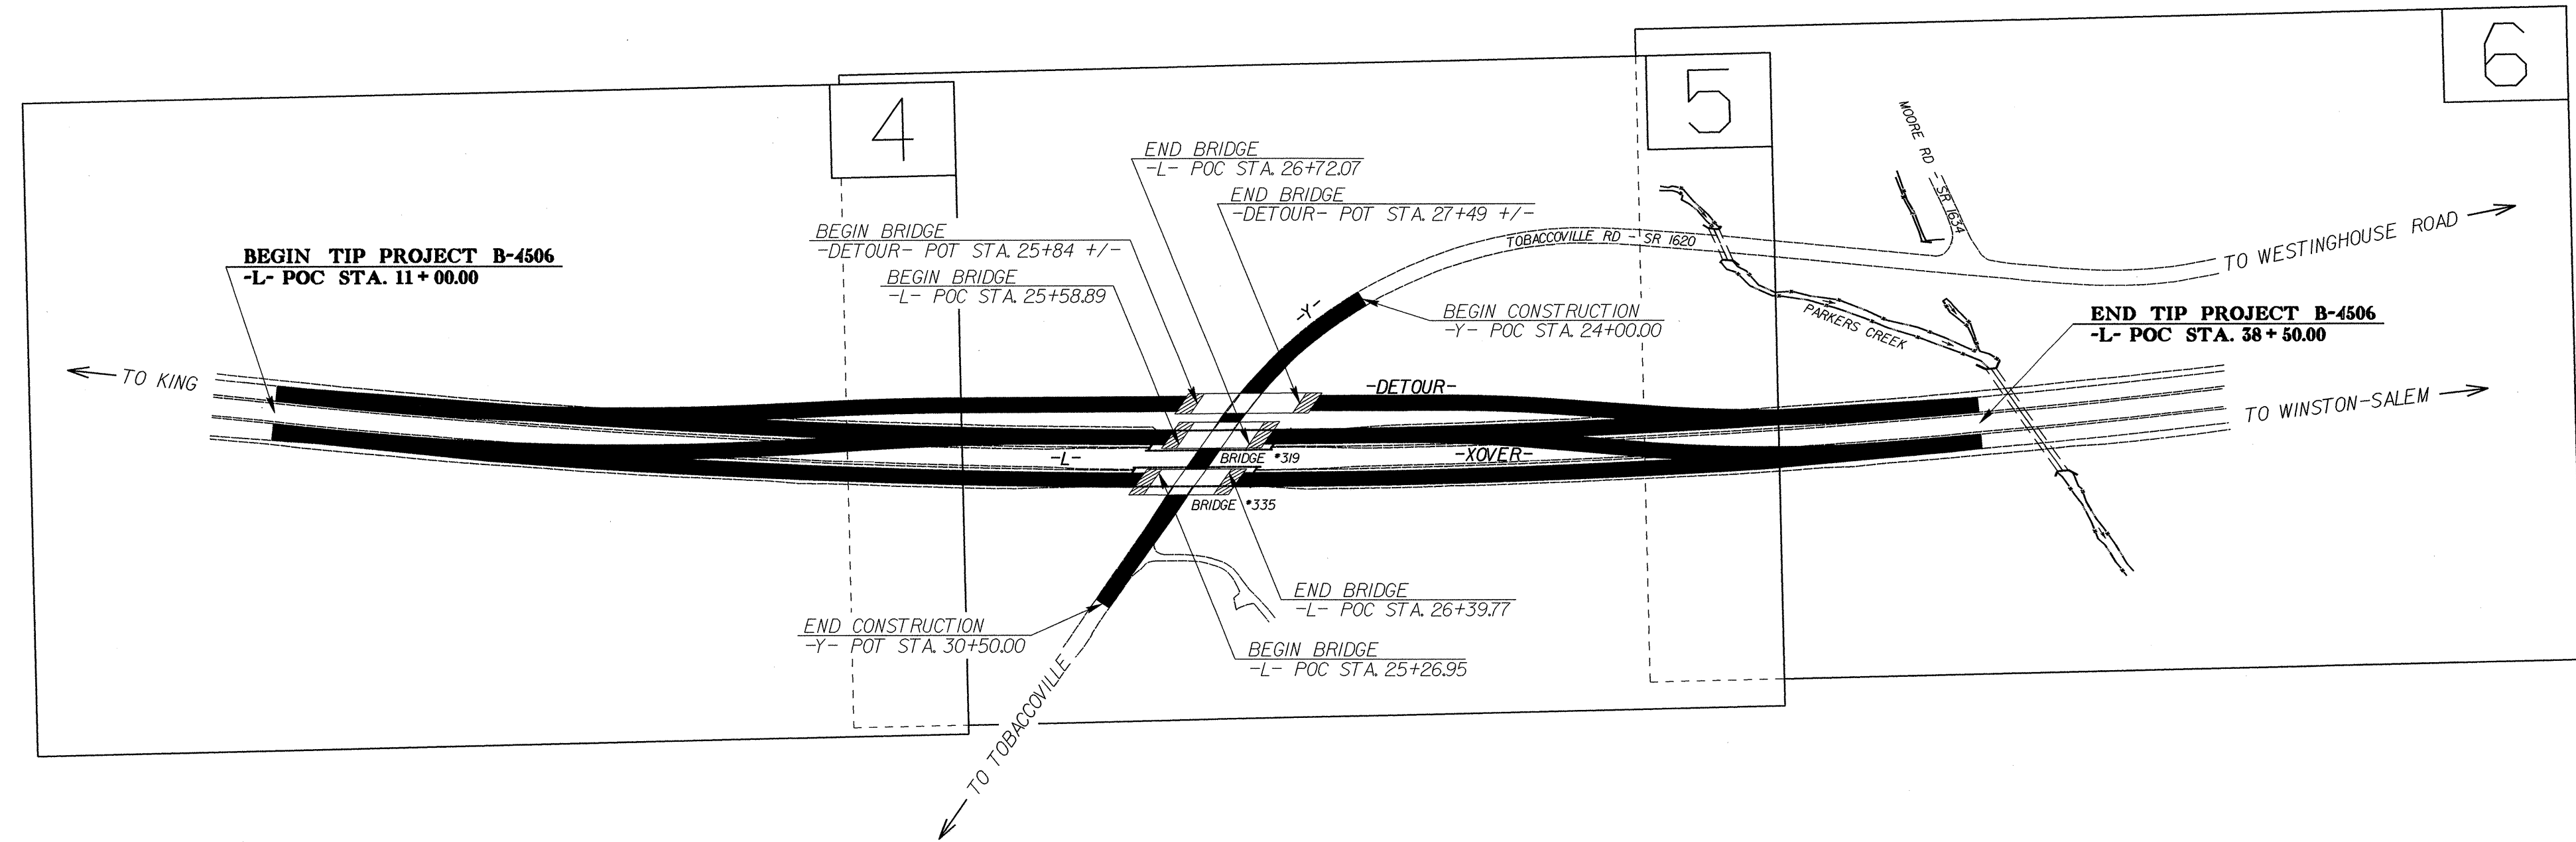 4
5
6
END BRIDGE
-L- POC STA. 26+72.07
END BRIDGE
-DETOUR- POT STA. 27+49 +/-
BEGIN BRIDGE
-DETOUR- POT STA. 25+84 +/-
BEGIN BRIDGE
-L- POC STA. 25+58.89
BEGIN TIP PROJECT B-4506
-L- POC STA. 11+00.00
MOORE RD - SR 1634
TOBACCOVILLE RD - SR 1620
TO WESTINGHOUSE ROAD
-Y-
BEGIN CONSTRUCTION
-Y- POC STA. 24+00.00
PARKERS CREEK
END TIP PROJECT B-4506
-L- POC STA. 38+50.00
TO KING
-DETOUR-
TO WINSTON-SALEM
-L-
BRIDGE #319
-XOVER-
BRIDGE #335
END BRIDGE
-L- POC STA. 26+39.77
END CONSTRUCTION
-Y- POT STA. 30+50.00
BEGIN BRIDGE
-L- POC STA. 25+26.95
TO TOBACCOVILLE